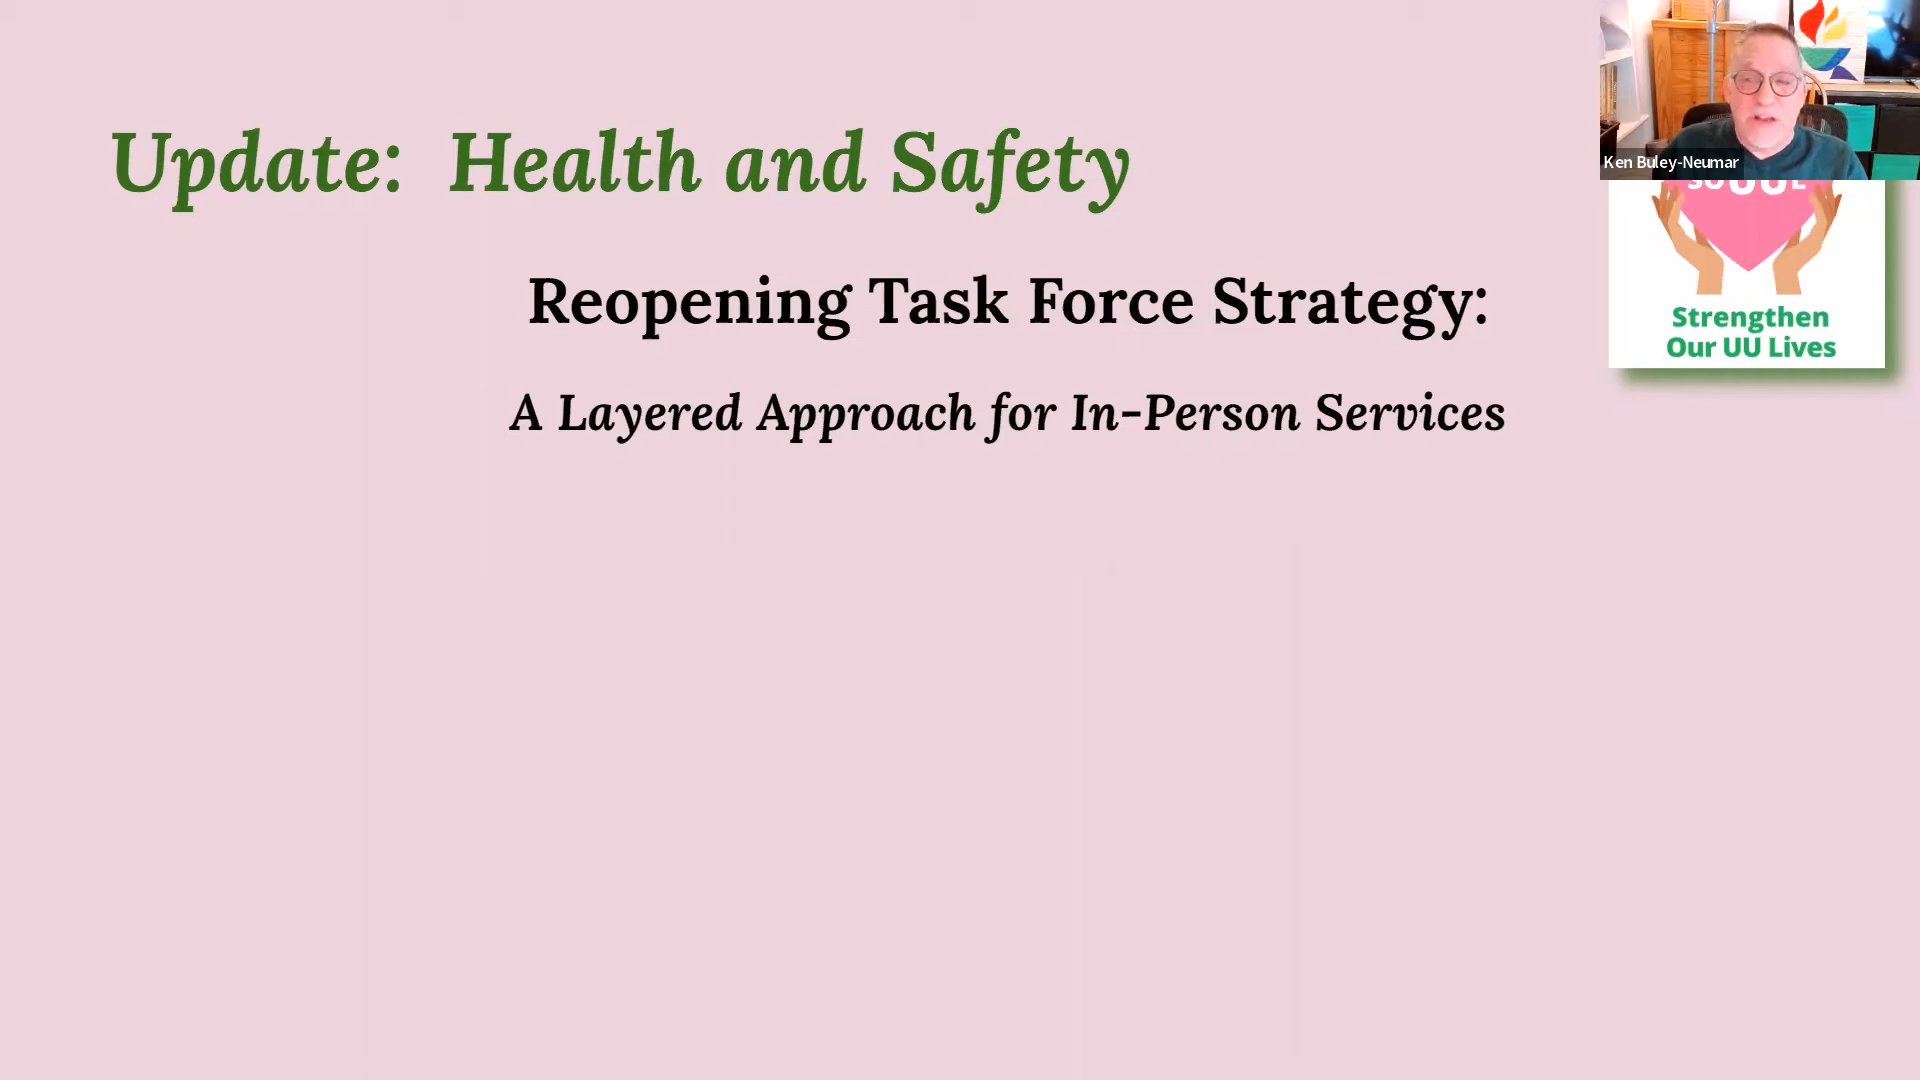 Update: Health and Safety
Ken Buley-Neumar
Reopening Task Force Strategy:
Strengthen
Our UU Lives
A Layered Approach for In-Person Services